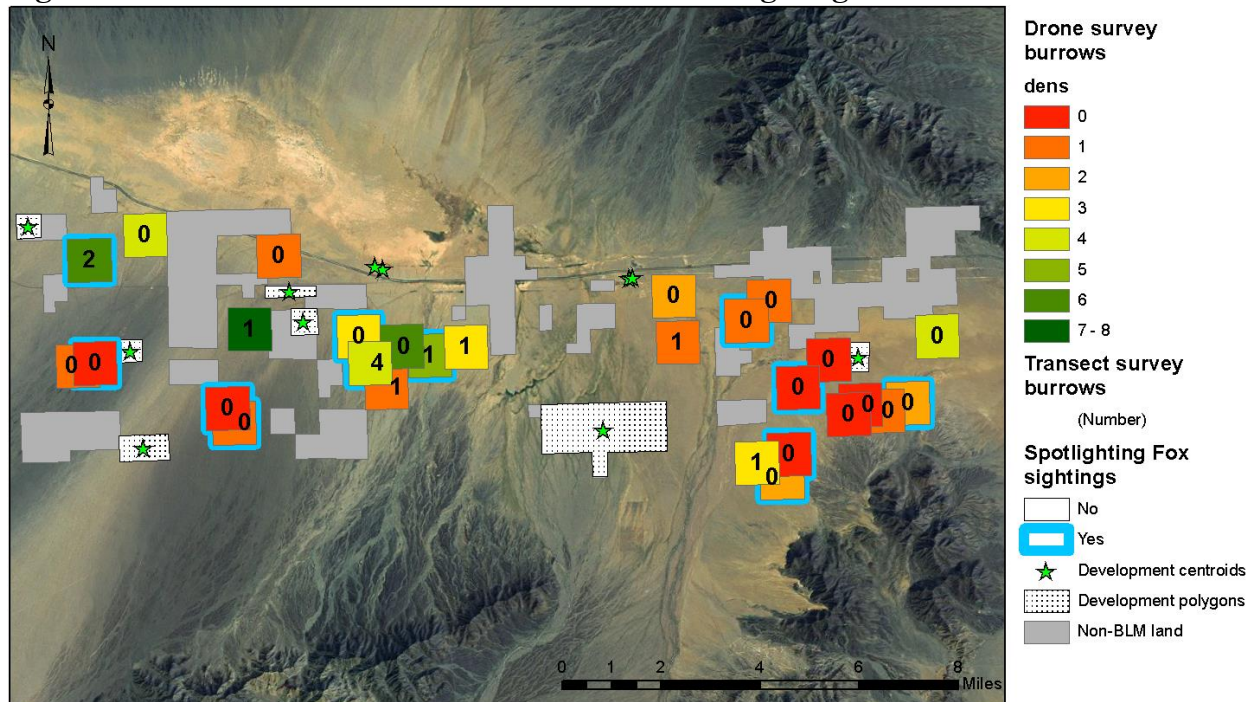 N
0
2
0
0
1
0
0
0
1
0
1
0
4
1
0
0
1
0
0
0
0
0
0
0
0
0
0
0
1
0
0
0 1 2 4 6 8
Miles
Drone survey
burrows
dens
0
1
2
3
4
5
6
7 - 8
Transect survey
burrows
(Number)
Spotlighting Fox
sightings
No
Yes
Development centroids
Development polygons
Non-BLM land